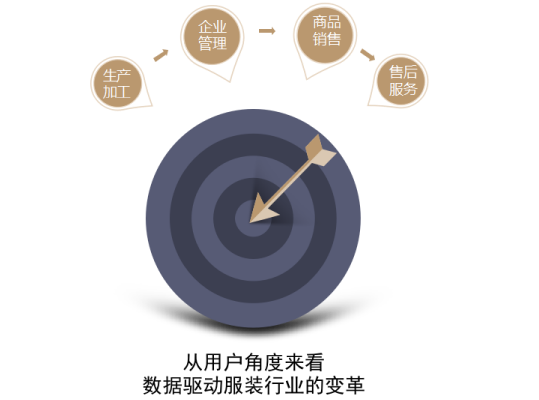 生产
加工
企业
管理
商品
销售
售后
服务
从用户角度来看
数据驱动服装行业的变革